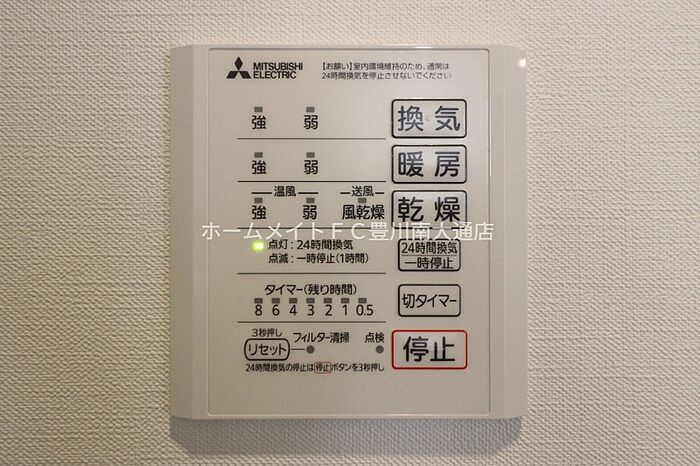 MITSUBISHI
ELECTRIC
【お願い】室内環境維持のため、通常は
24時間換気を停止させないでください
強 弱 換気
強 弱 暖房
温風 送風
強 弱 風乾燥 乾燥
ホームメイトFC豊川南大通店
点灯:24時間換気
点滅:一時停止(1時間)
24時間換気
一時停止
タイマー(残り時間)
8 6 4 3 2 1 0.5
切タイマー
3秒押し
リセット フィルター清掃 点検
停止
24時間換気の停止は停止ボタンを3秒押し